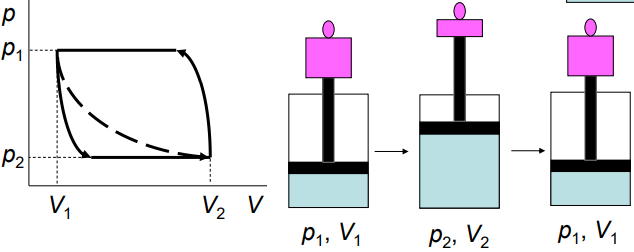 p
p₁
p₂
V₁ V₂ V
p₁, V₁ p₂, V₂ p₁, V₁